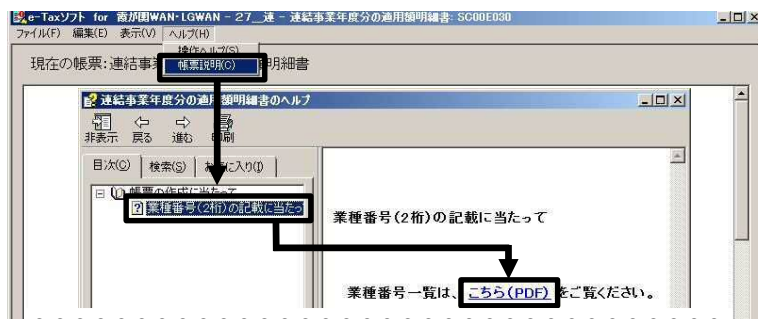 e-Taxソフト for 霞が関WAN・LGWAN - 27__連 - 連結事業年度分の適用額明細書: SC00E030
ファイル(F) 編集(E) 表示(V) ヘルプ(H)
操作ヘルプ(S)
帳票説明(C)
現在の帳票:連結事 明細書
連結事業年度分の適用額明細書のヘルプ
非表示 戻る 進む 印刷
目次(C) 検索(S) お気に入り(I)
帳票の作成に当たって
業種番号(2桁)の記載に当たっ
業種番号(2桁)の記載に当たって
業種番号一覧は、こちら(PDF)をご覧ください。